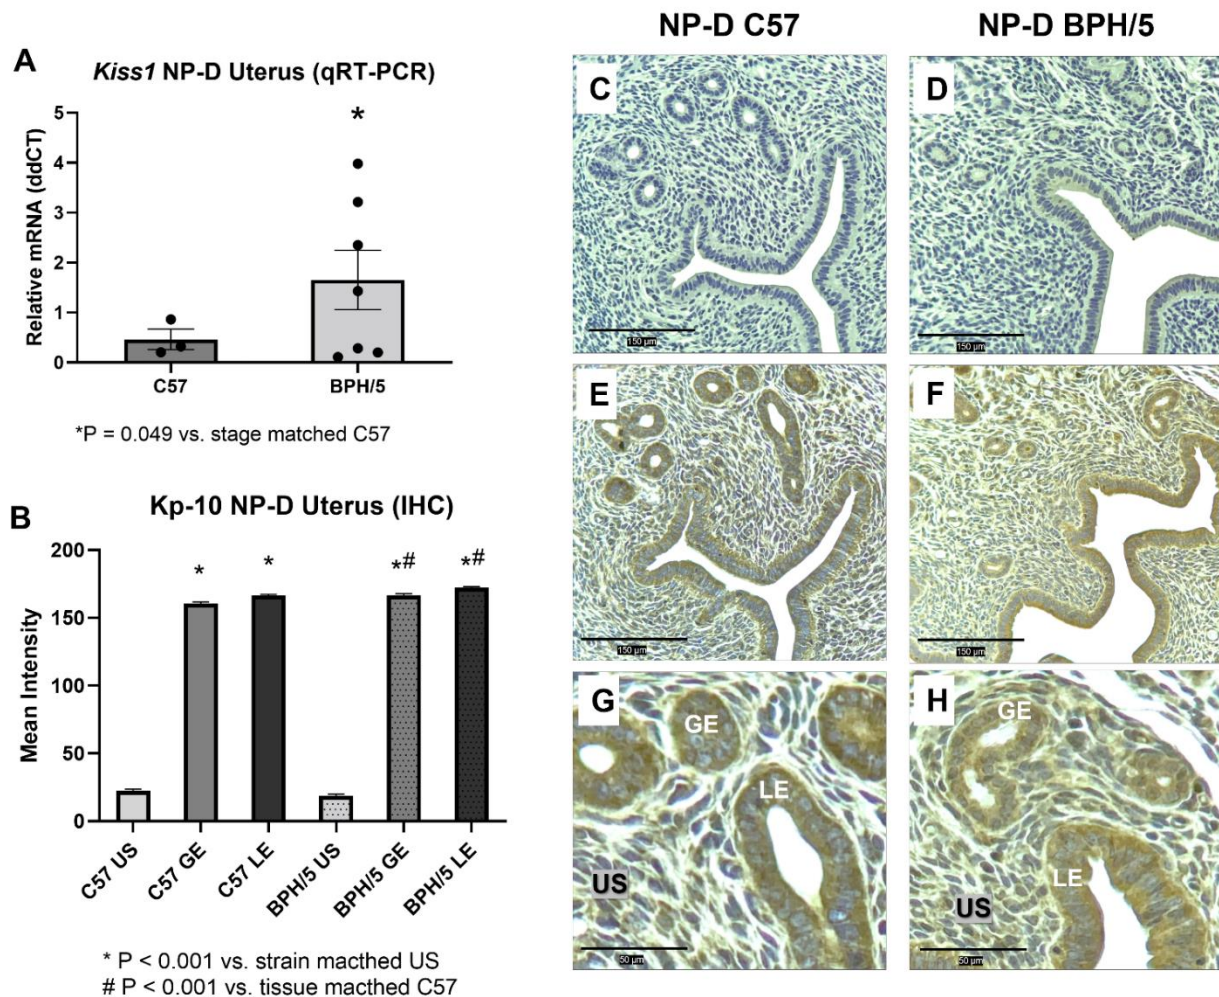 NP-D C57
NP-D BPH/5
A
Kiss1 NP-D Uterus (qRT-PCR)
Relative mRNA (ddCT)
5
4
3
2
1
0
*
C57
BPH/5
*P = 0.049 vs. stage matched C57
B
Kp-10 NP-D Uterus (IHC)
Mean Intensity
200
150
100
50
0
*
*
*#
*#
C57 US
C57 GE
C57 LE
BPH/5 US
BPH/5 GE
BPH/5 LE
* P < 0.001 vs. strain macthed US
# P < 0.001 vs. tissue macthed C57
C
150 µm
D
150 µm
E
150 µm
F
150 µm
G
GE
LE
US
50 µm
H
GE
LE
US
50 µm